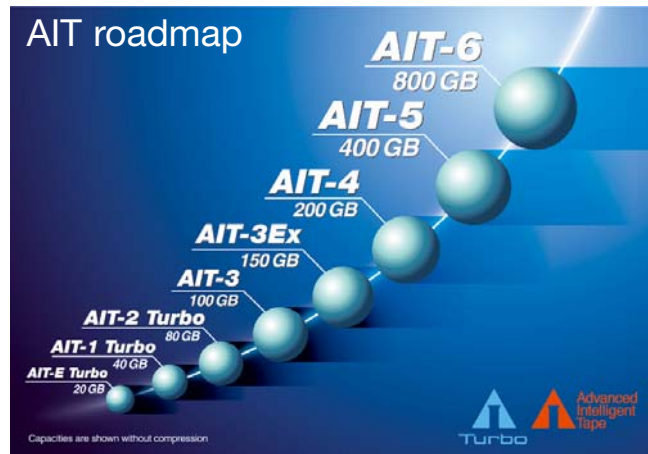 AIT roadmap
AIT-6
800 GB
AIT-5
400 GB
AIT-4
200 GB
AIT-3Ex
150 GB
AIT-3
100 GB
AIT-2 Turbo
80 GB
AIT-1 Turbo
40 GB
AIT-E Turbo
20 GB
Capacities are shown without compression
Turbo
Advanced
Intelligent
Tape